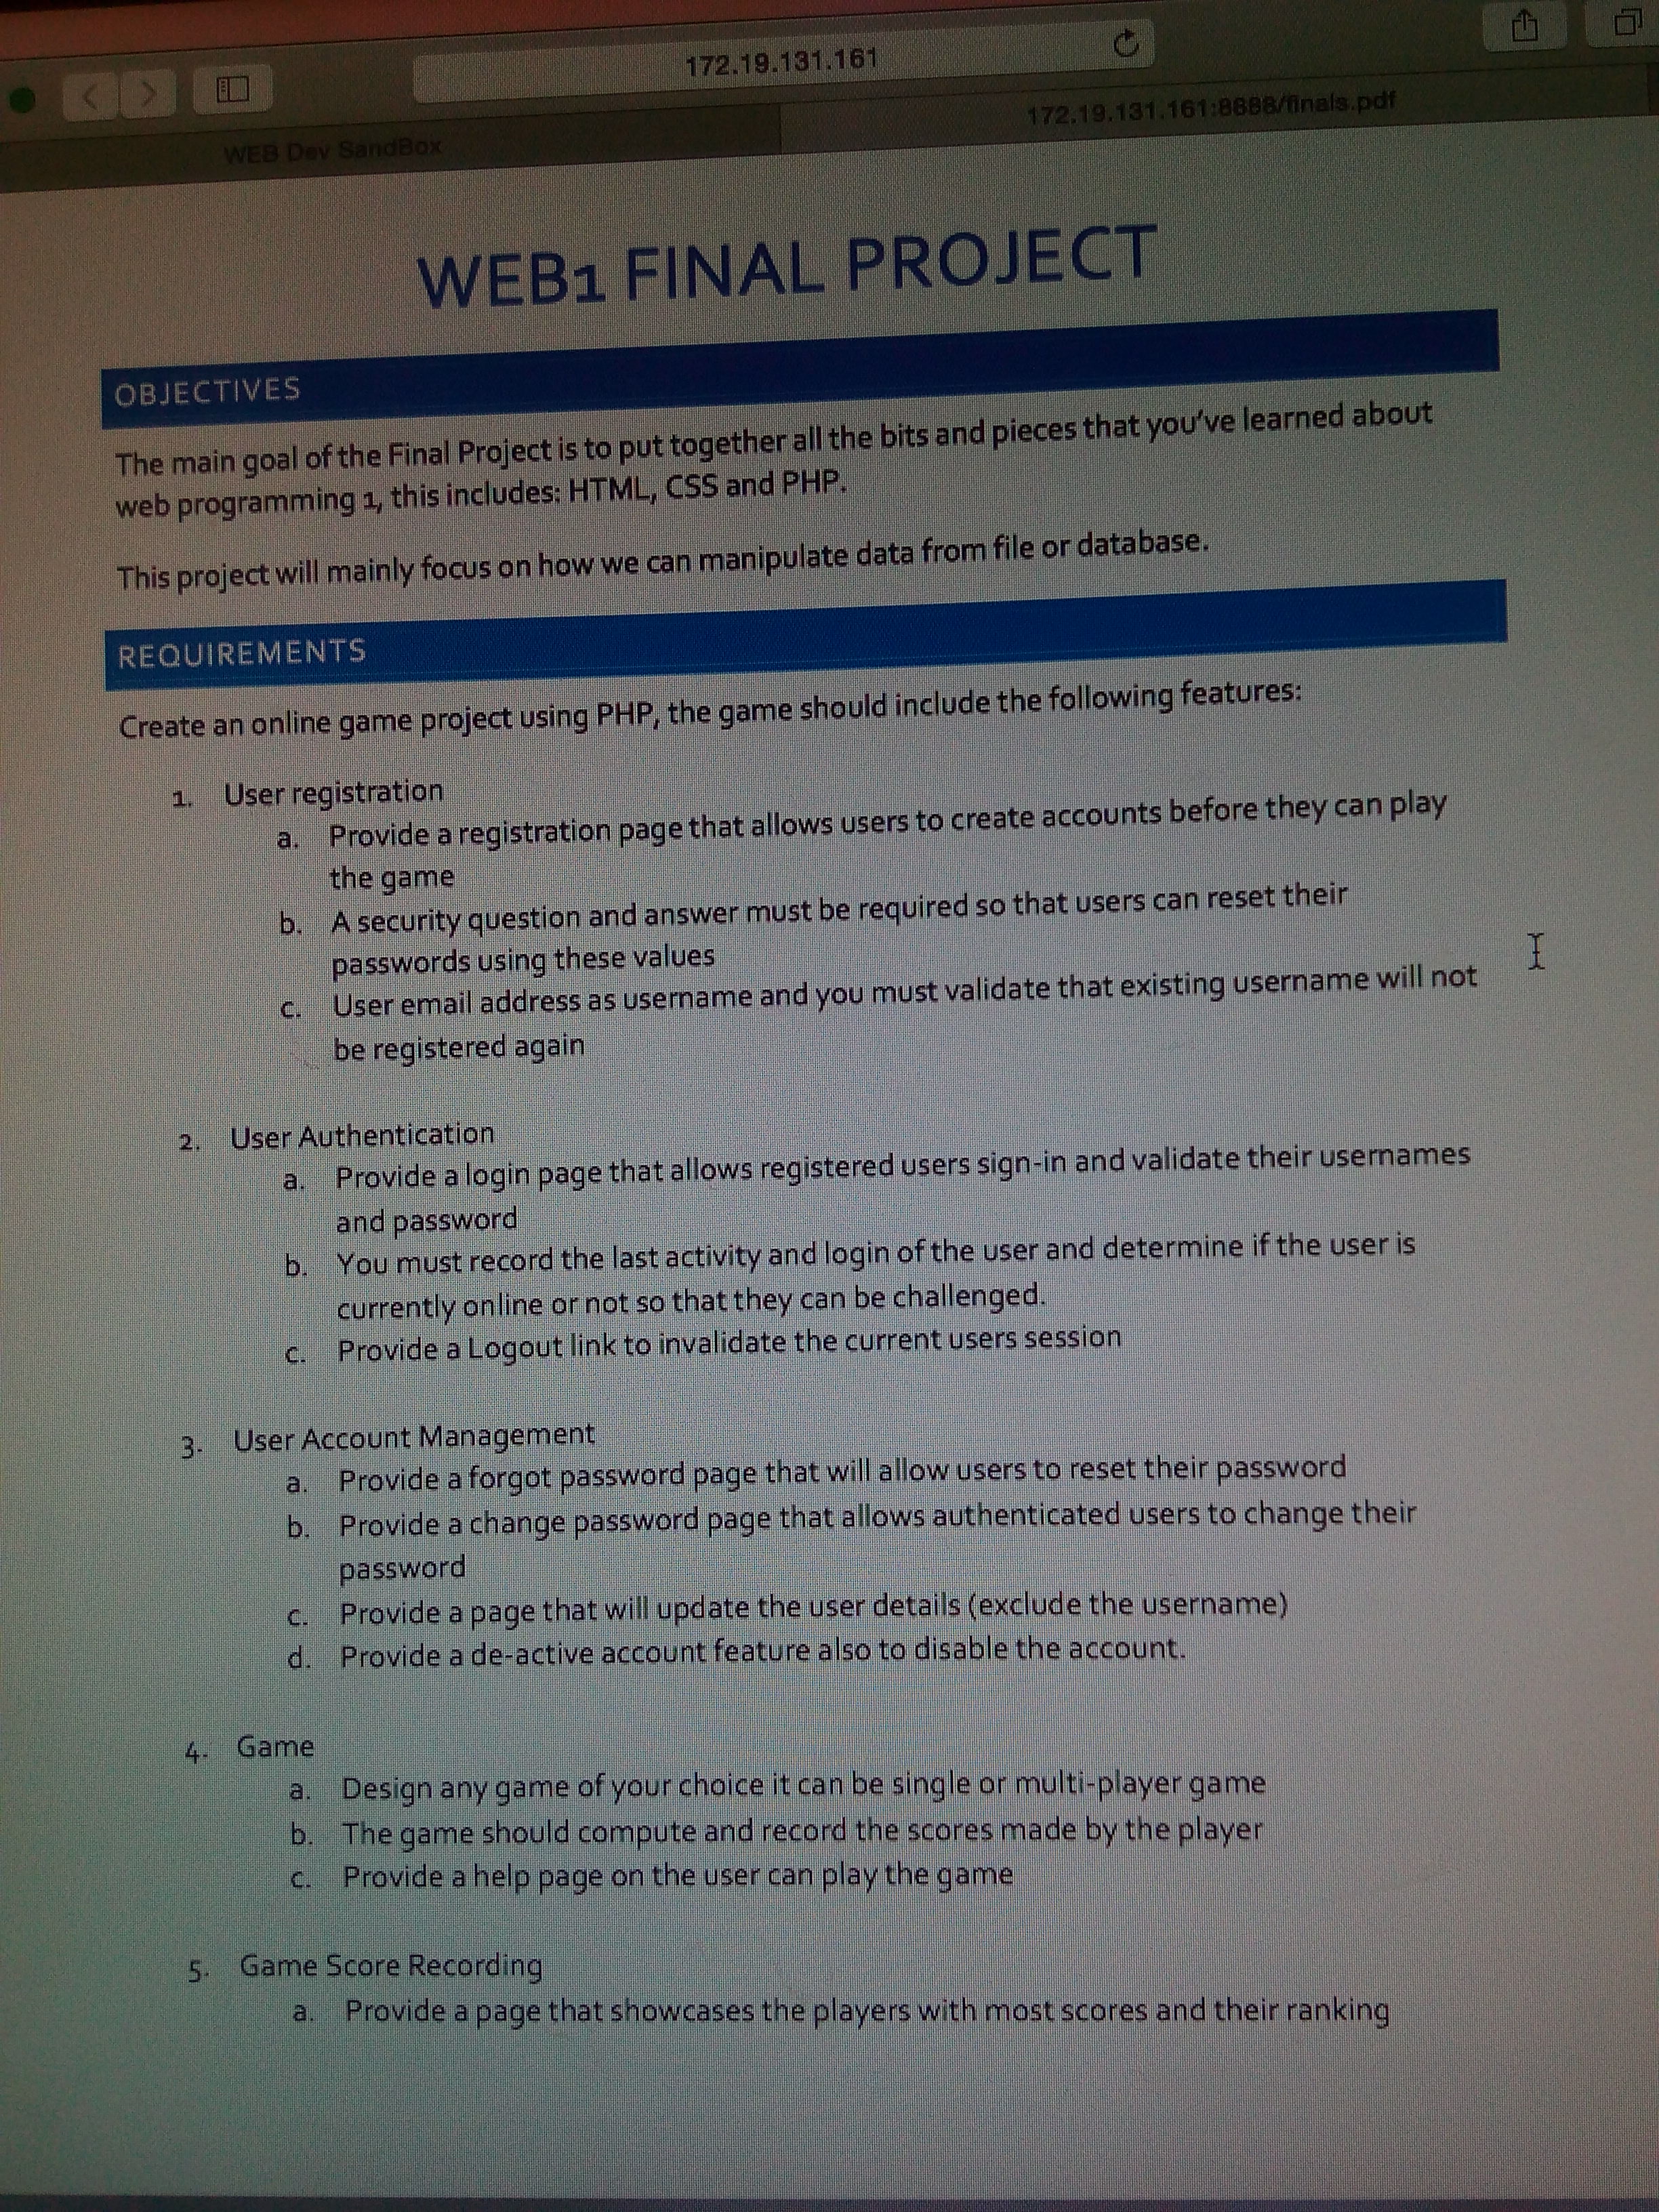 172.19.131.161
WEB Dev SandBox
172.19.131.161:8888/finals.pdf
WEB1 FINAL PROJECT
OBJECTIVES
The main goal of the Final Project is to put together all the bits and pieces that you've learned about
web programming 1, this includes: HTML, CSS and PHP.
This project will mainly focus on how we can manipulate data from file or database.
REQUIREMENTS
Create an online game project using PHP, the game should include the following features:
1. User registration
a. Provide a registration page that allows users to create accounts before they can play
the game
b. A security question and answer must be required so that users can reset their
passwords using these values
c. User email address as username and you must validate that existing username will not
be registered again
2. User Authentication
a. Provide a login page that allows registered users sign-in and validate their usernames
and password
b. You must record the last activity and login of the user and determine if the user is
currently online or not so that they can be challenged.
c. Provide a Logout link to invalidate the current users session
3. User Account Management
a. Provide a forgot password page that will allow users to reset their password
b. Provide a change password page that allows authenticated users to change their
password
c. Provide a page that will update the user details (exclude the username)
d. Provide a de-active account feature also to disable the account.
4. Game
a. Design any game of your choice it can be single or multi-player game
b. The game should compute and record the scores made by the player
c. Provide a help page on the user can play the game
5. Game Score Recording
a. Provide a page that showcases the players with most scores and their ranking